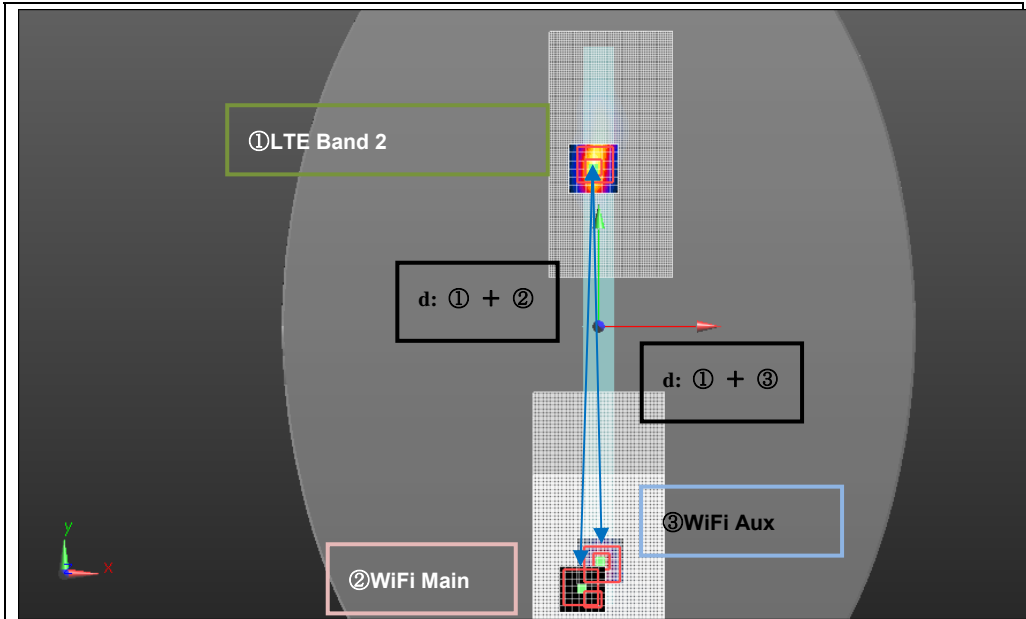 ①LTE Band 2
d: ① + ②
d: ① + ③
③WiFi Aux
②WiFi Main
y
x